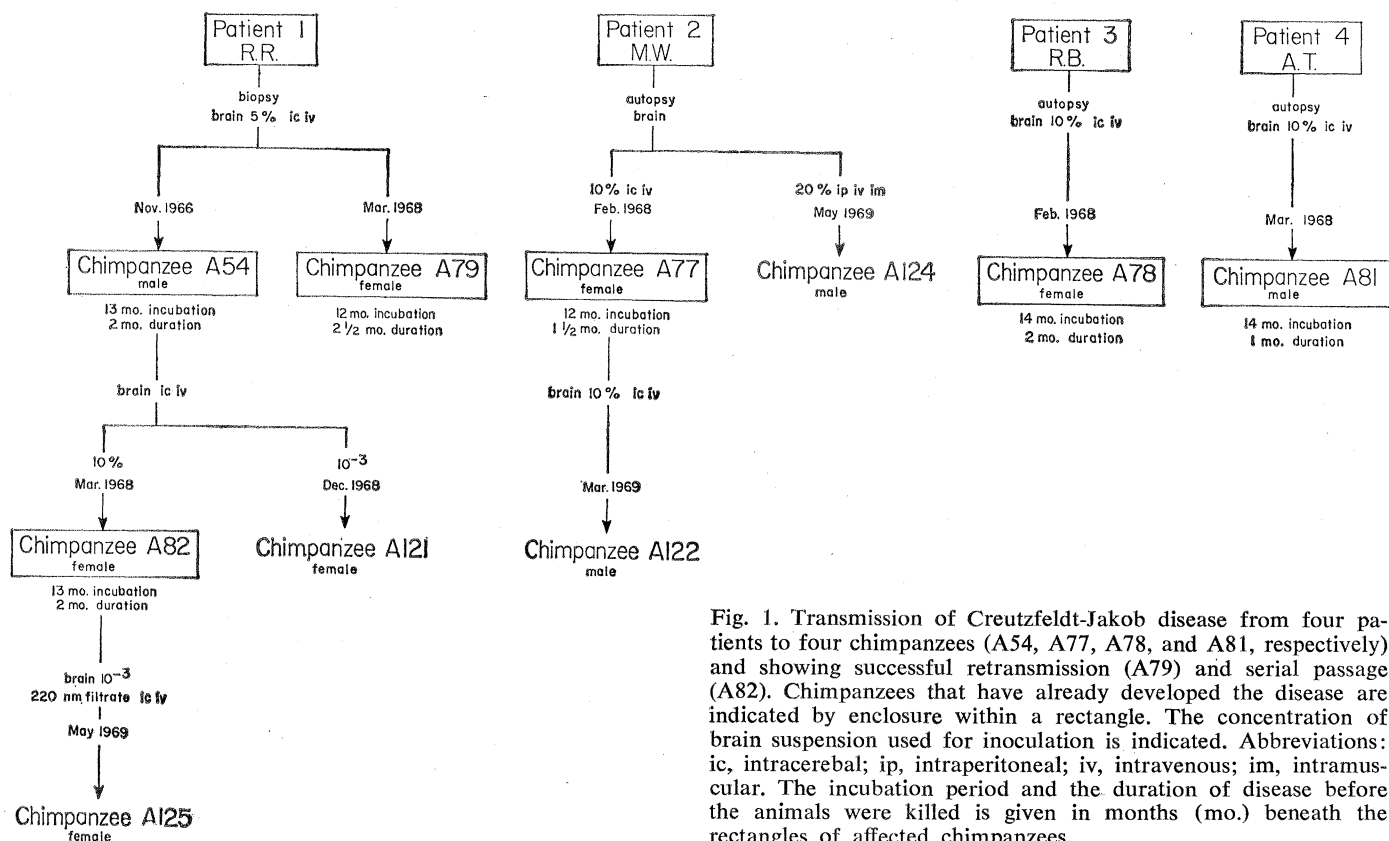 Patient 1
R.R.
biopsy
brain 5% ic iv
Nov. 1966
Mar. 1968
Chimpanzee A54
male
13 mo. incubation
2 mo. duration
Chimpanzee A79
female
12 mo. incubation
2 1/2 mo. duration
brain ic iv
10%
Mar. 1968
10⁻³
Dec. 1968
Chimpanzee A82
female
13 mo. incubation
2 mo. duration
Chimpanzee A121
female
brain 10⁻³
220 nm filtrate ic iv
May 1969
Chimpanzee A125
female
Patient 2
M.W.
autopsy
brain
10% ic iv
Feb. 1968
20% ip iv im
May 1969
Chimpanzee A77
female
12 mo. incubation
1 1/2 mo. duration
Chimpanzee A124
male
brain 10% ic iv
Mar. 1969
Chimpanzee A122
male
Patient 3
R.B.
autopsy
brain 10% ic iv
Feb. 1968
Chimpanzee A78
female
14 mo. incubation
2 mo. duration
Patient 4
A.T.
autopsy
brain 10% ic iv
Mar. 1968
Chimpanzee A81
male
14 mo. incubation
1 mo. duration
Fig. 1. Transmission of Creutzfeldt-Jakob disease from four pa-
tients to four chimpanzees (A54, A77, A78, and A81, respectively)
and showing successful retransmission (A79) and serial passage
(A82). Chimpanzees that have already developed the disease are
indicated by enclosure within a rectangle. The concentration of
brain suspension used for inoculation is indicated. Abbreviations:
ic, intracerebal; ip, intraperitoneal; iv, intravenous; im, intramus-
cular. The incubation period and the duration of disease before
the animals were killed is given in months (mo.) beneath the
rectangles of affected chimpanzees.